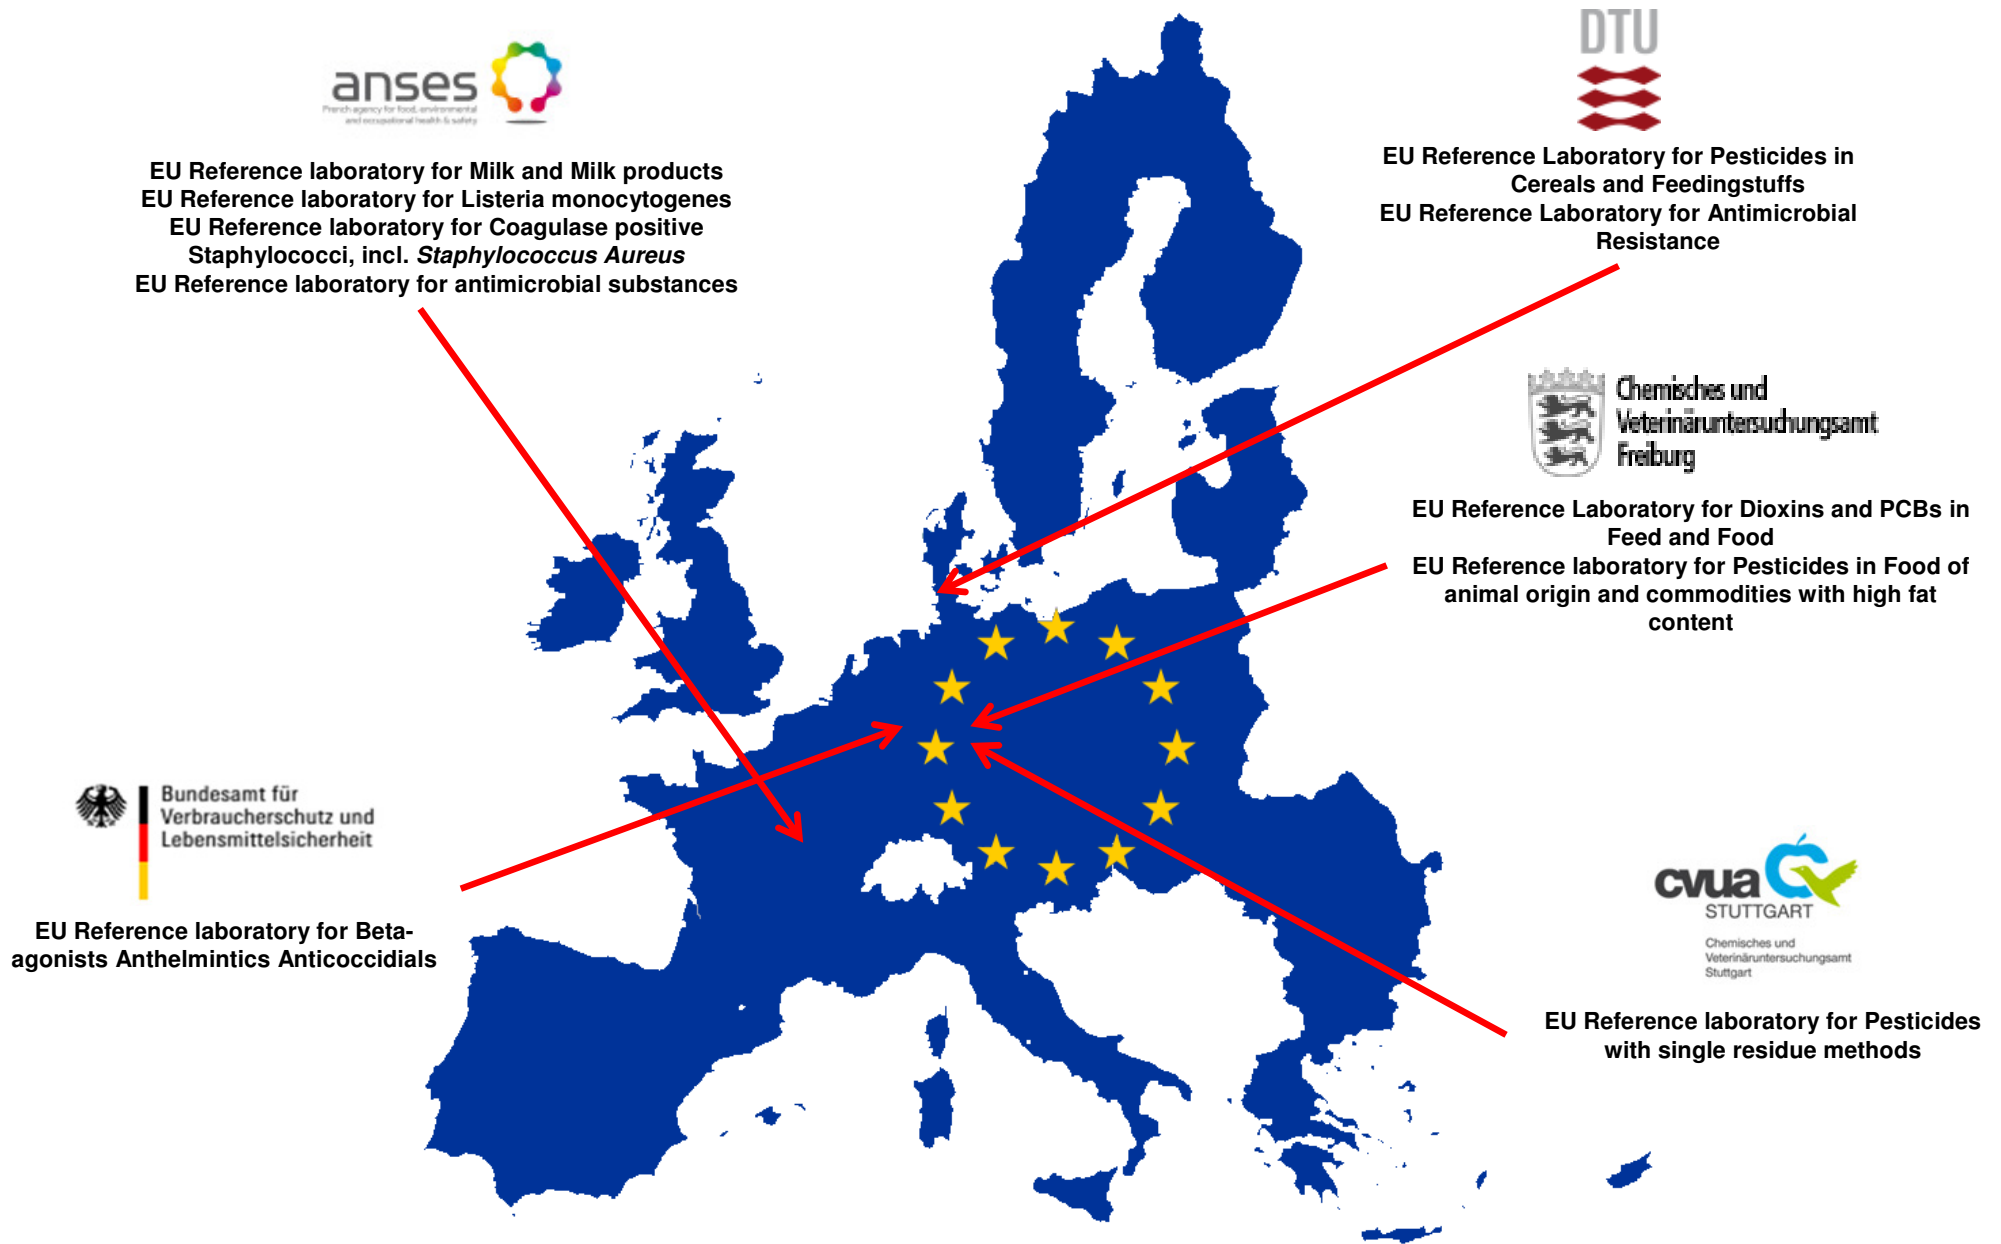 anses
French agency for food, environmental
and occupational health & safety
EU Reference laboratory for Milk and Milk products
EU Reference laboratory for Listeria monocytogenes
EU Reference laboratory for Coagulase positive
Staphylococci, incl. Staphylococcus Aureus
EU Reference laboratory for antimicrobial substances
DTU
EU Reference Laboratory for Pesticides in
Cereals and Feedingstuffs
EU Reference Laboratory for Antimicrobial
Resistance
Chemisches und
Veterinäruntersuchungsamt
Freiburg
EU Reference Laboratory for Dioxins and PCBs in
Feed and Food
EU Reference laboratory for Pesticides in Food of
animal origin and commodities with high fat
content
Bundesamt für
Verbraucherschutz und
Lebensmittelsicherheit
EU Reference laboratory for Beta-
agonists Anthelmintics Anticoccidials
cvua
STUTTGART
Chemisches und
Veterinäruntersuchungsamt
Stuttgart
EU Reference laboratory for Pesticides
with single residue methods